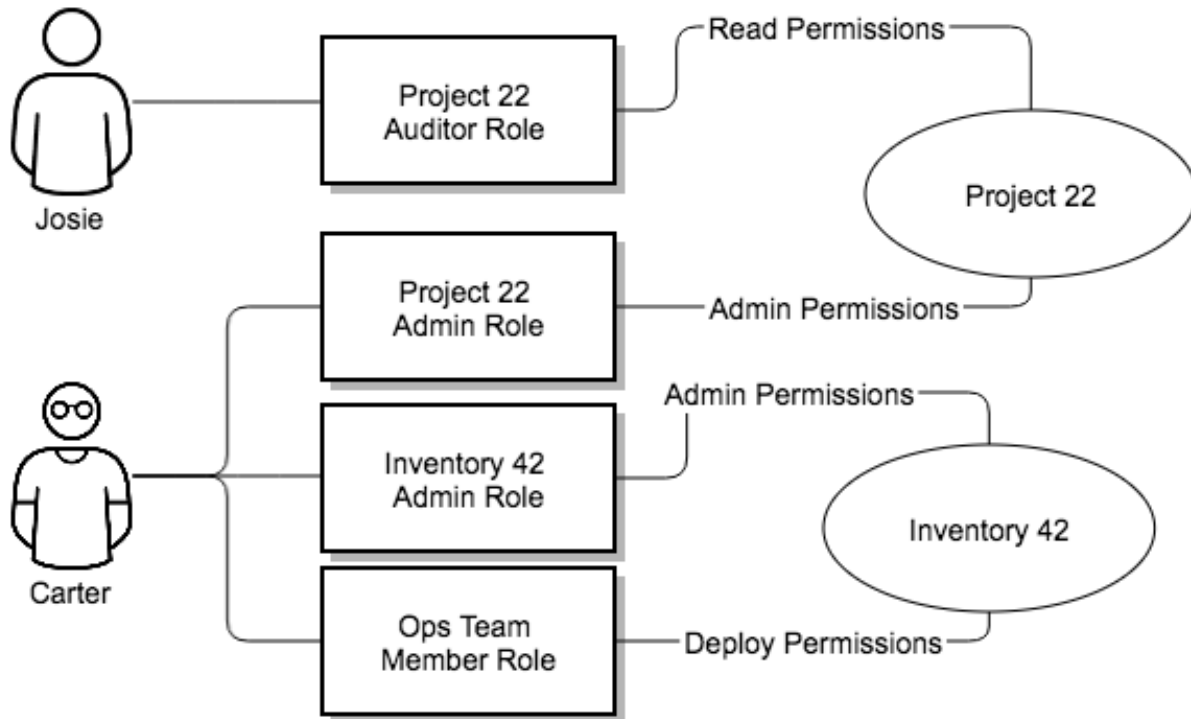 Read Permissions
Project 22
Auditor Role
Josie
Project 22
Project 22
Admin Role
Admin Permissions
Admin Permissions
Inventory 42
Admin Role
Inventory 42
Carter
Ops Team
Member Role
Deploy Permissions